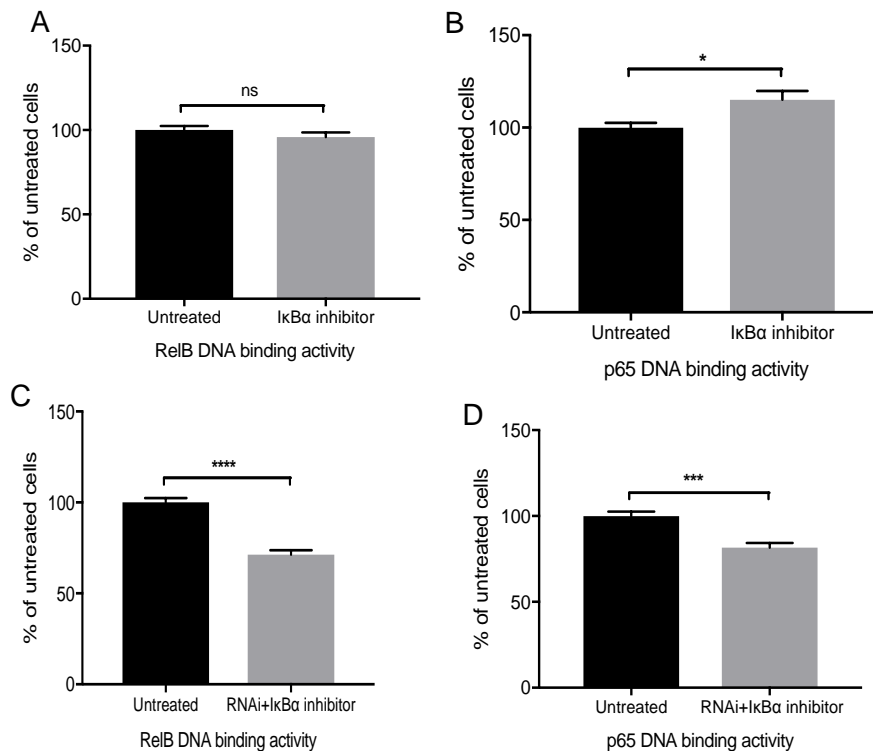 A
% of untreated cells
150
100
50
0
ns
Untreated
IκBα inhibitor
RelB DNA binding activity
B
% of untreated cells
150
100
50
0
*
Untreated
IκBα inhibitor
p65 DNA binding activity
C
% of untreated cells
150
100
50
0
****
Untreated
RNAi+IκBα inhibitor
RelB DNA binding activity
D
% of untreated cells
150
100
50
0
***
Untreated
RNAi+IκBα inhibitor
p65 DNA binding activity